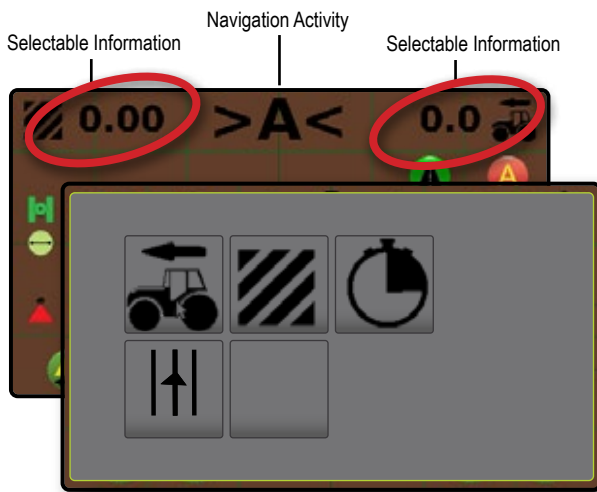 Navigation Activity
Selectable Information
Selectable Information
0.00
>A<
0.0
A